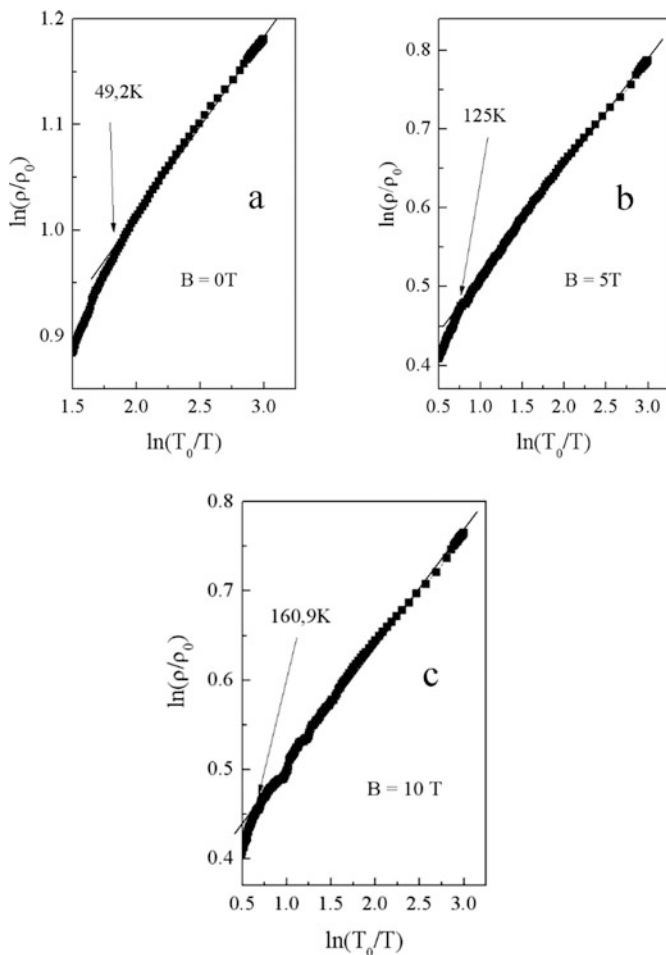 1.2
1.1
1.0
0.9
ln(ρ/ρ₀)
49,2K
a
B = 0T
1.5 2.0 2.5 3.0
ln(T₀/T)
0.8
0.7
0.6
0.5
0.4
ln(ρ/ρ₀)
125K
b
B = 5T
0.5 1.0 1.5 2.0 2.5 3.0
ln(T₀/T)
0.8
0.7
0.6
0.5
0.4
ln(ρ/ρ₀)
160,9K
c
B = 10 T
0.5 1.0 1.5 2.0 2.5 3.0
ln(T₀/T)